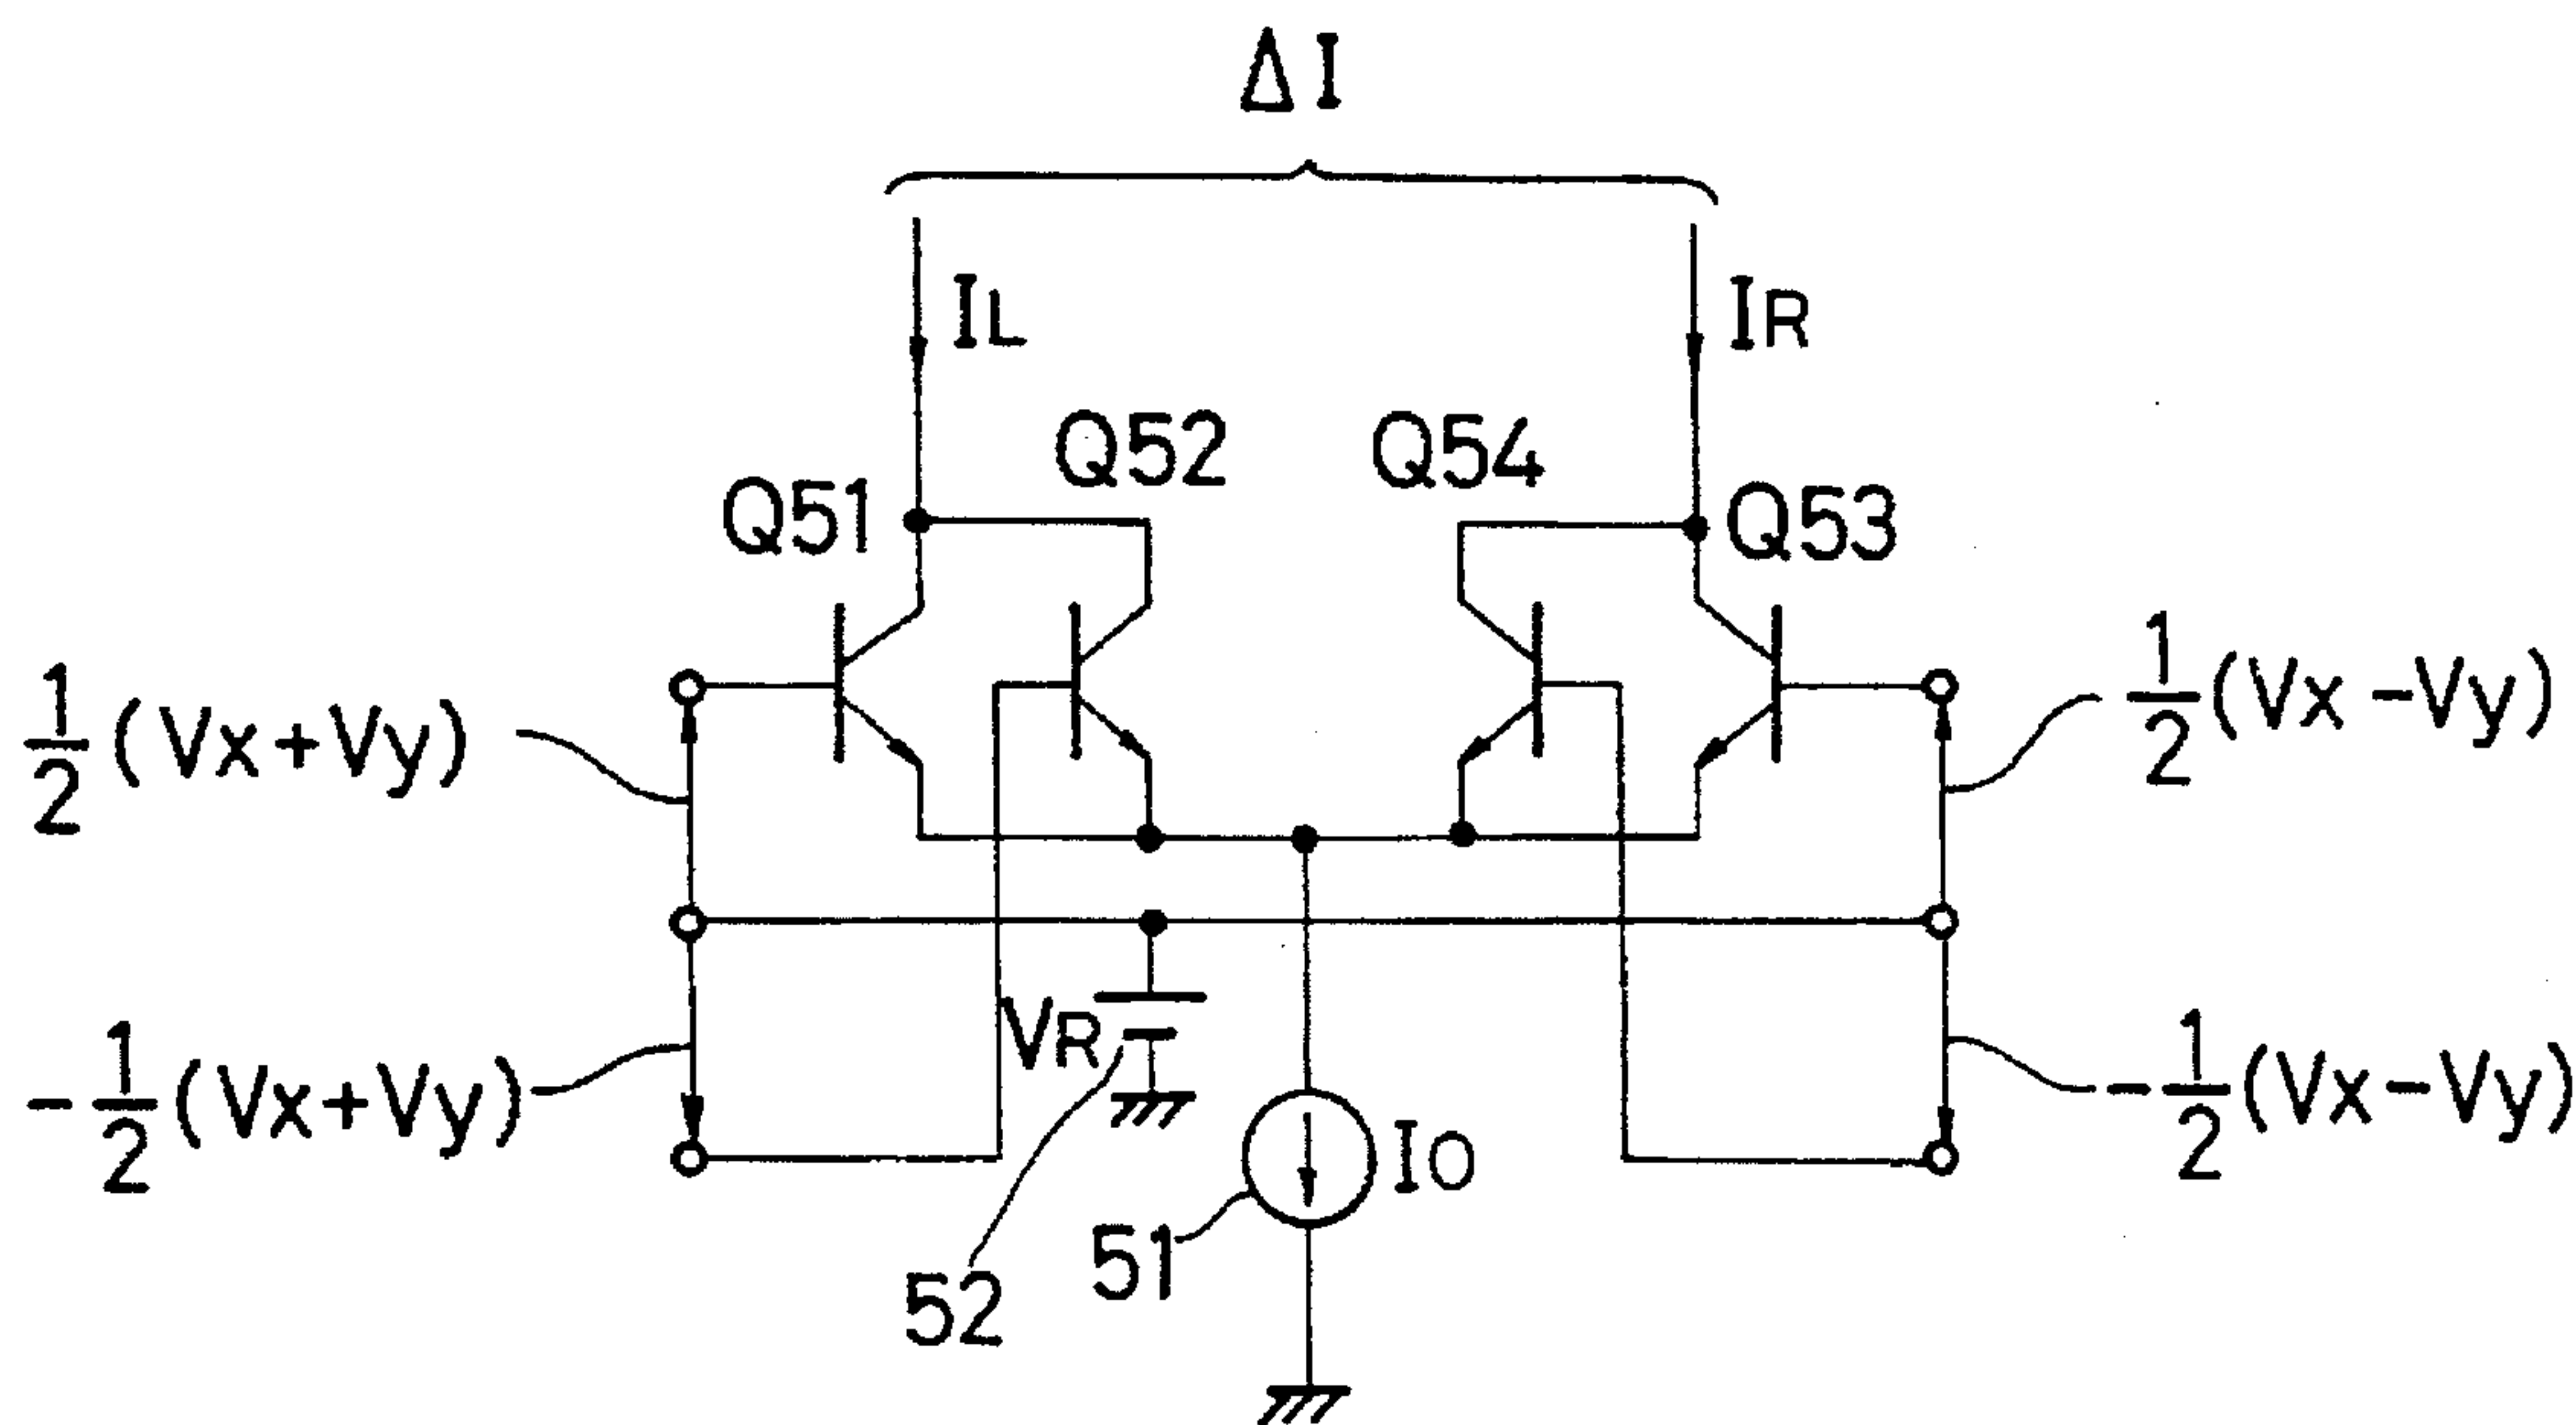 ΔI
IL
IR
Q51
Q52
Q54
Q53
1/2(Vx+Vy)
1/2(Vx-Vy)
-1/2(Vx+Vy)
VR
-1/2(Vx-Vy)
IO
51
52